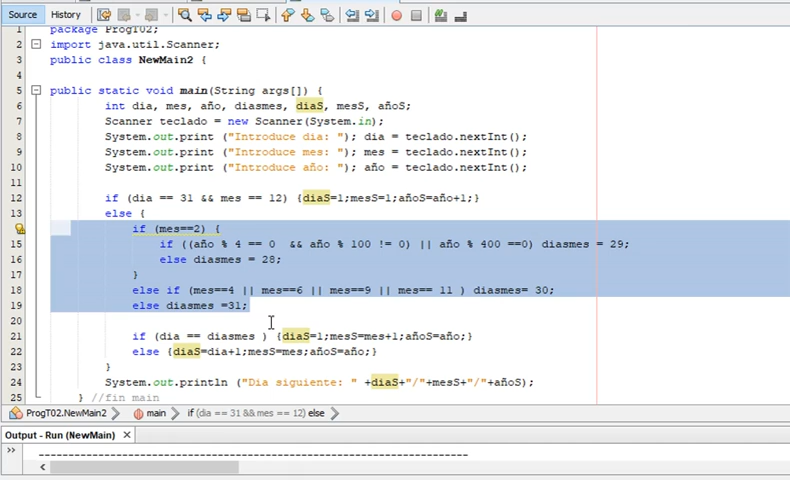 Source History
1 package ProgT02;
2 import java.util.Scanner;
3 public class NewMain2 {
4
5 public static void main(String args[]) {
6 int dia, mes, año, diasmes, diaS, mesS, añoS;
7 Scanner teclado = new Scanner(System.in);
8 System.out.print ("Introduce dia: "); dia = teclado.nextInt();
9 System.out.print ("Introduce mes: "); mes = teclado.nextInt();
10 System.out.print ("Introduce año: "); año = teclado.nextInt();
11
12 if (dia == 31 && mes == 12) {diaS=1;mesS=1;añoS=año+1;}
13 else {
if (mes==2) {
15 if ((año % 4 == 0 && año % 100 != 0) || año % 400 ==0) diasmes = 29;
16 else diasmes = 28;
17 }
18 else if (mes==4 || mes==6 || mes==9 || mes== 11 ) diasmes= 30;
19 else diasmes =31;
20
21 if (dia == diasmes ) {diaS=1;mesS=mes+1;añoS=año;}
22 else {diaS=dia+1;mesS=mes;añoS=año;}
23 }
24 System.out.println ("Dia siguiente: " +diaS+"/"+mesS+"/"+añoS);
25 } //fin main
ProgT02.NewMain2 main if (dia == 31 && mes == 12) else
Output - Run (NewMain)
--------------------------------------------------------------------------